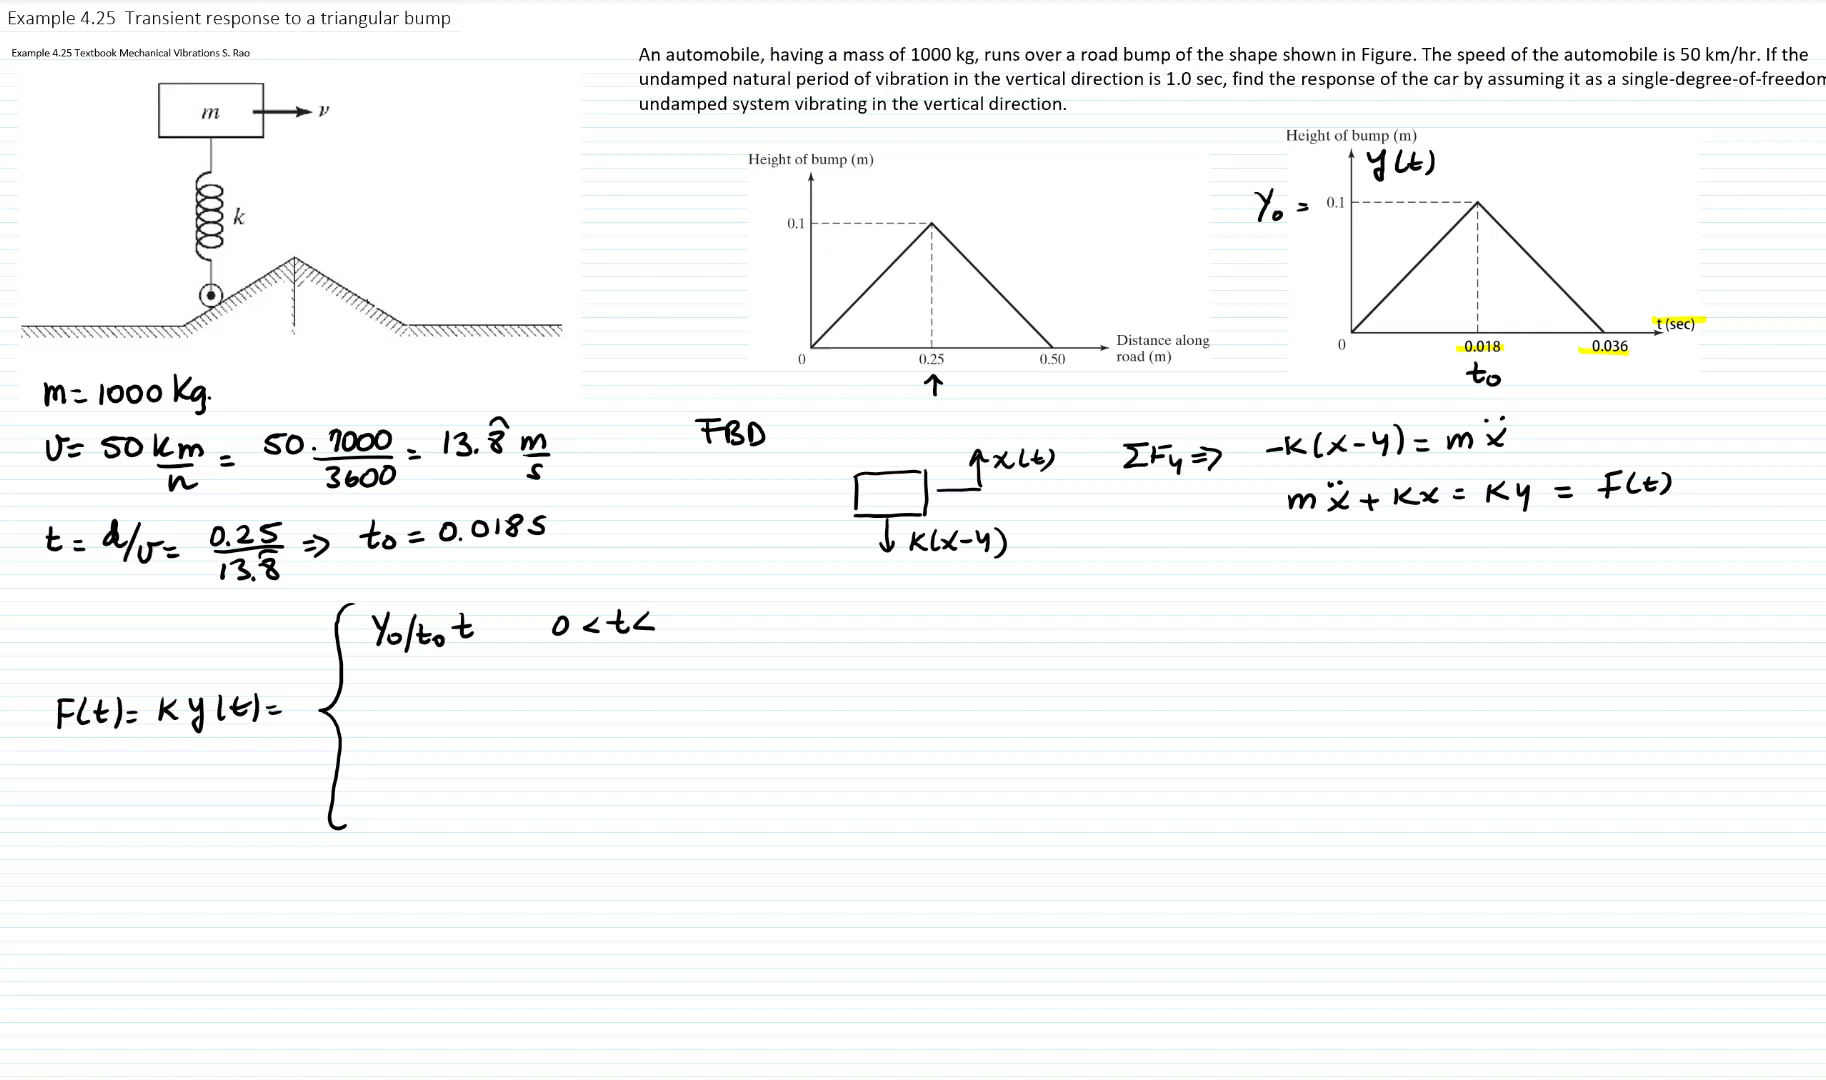 Example 4.25 Transient response to a triangular bump
Example 4.25 Textbook Mechanical Vibrations S. Rao
An automobile, having a mass of 1000 kg, runs over a road bump of the shape shown in Figure. The speed of the automobile is 50 km/hr. If the
undamped natural period of vibration in the vertical direction is 1.0 sec, find the response of the car by assuming it as a single-degree-of-freedom
undamped system vibrating in the vertical direction.
m
v
k
Height of bump (m)
0.1
0
0.25
0.50
Distance along
road (m)
↑
Height of bump (m)
y(t)
Y₀ = 0.1
0
0.018
0.036
t (sec)
t₀
m = 1000 Kg.
v = 50 Km/h = 50 · 1000/3600 = 13.8̂ m/s
t = d/v = 0.25/13.8̂ ⇒ t₀ = 0.018 s
FBD
x(t)
↓ K(x-y)
ΣFy ⇒ -K(x-y) = mẍ
mẍ + Kx = Ky = F(t)
F(t) = K y(t) = { Y₀/t₀ t 0 < t <